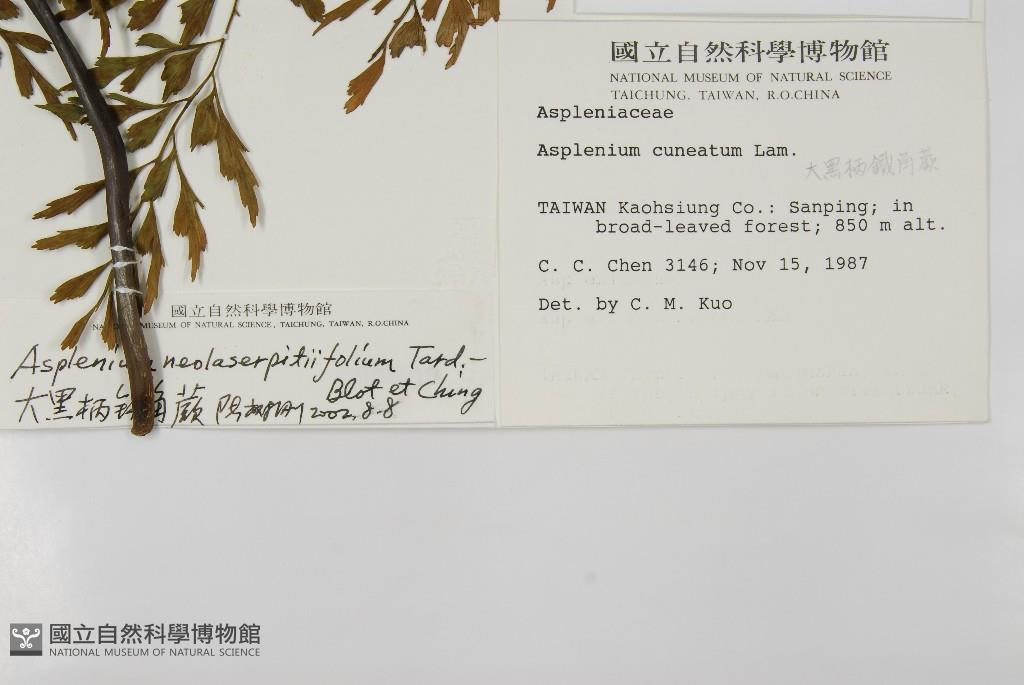 國立自然科學博物館
NATIONAL MUSEUM OF NATURAL SCIENCE
TAICHUNG, TAIWAN, R.O.CHINA
Aspleniaceae
Asplenium cuneatum Lam.
大黑柄鐵角蕨
TAIWAN Kaohsiung Co.: Sanping; in
broad-leaved forest; 850 m alt.
C. C. Chen 3146; Nov 15, 1987
Det. by C. M. Kuo
國立自然科學博物館
MUSEUM OF NATURAL SCIENCE, TAICHUNG, TAIWAN, R.O.CHINA
Asplenium neolaserpitiifolium Tard.-
Blot et Ching
大黑柄鐵角蕨 2002.8.8
國立自然科學博物館
NATIONAL MUSEUM OF NATURAL SCIENCE